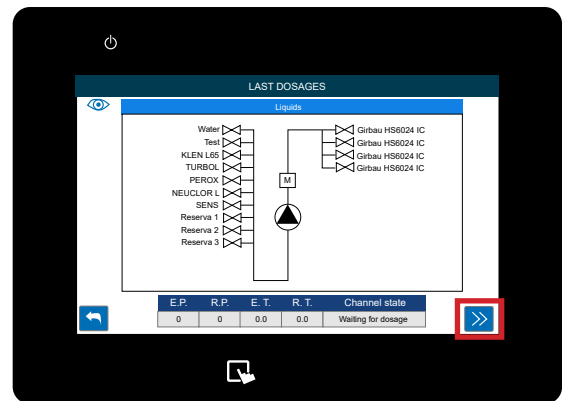 LAST DOSAGES
Liquids
Water
Test
KLEN L65
TURBOL
PEROX
NEUCLOR L
SENS
Reserva 1
Reserva 2
Reserva 3
M
Girbau HS6024 IC
Girbau HS6024 IC
Girbau HS6024 IC
Girbau HS6024 IC
E.P. R.P. E. T. R. T. Channel state
0 0 0.0 0.0 Waiting for dosage